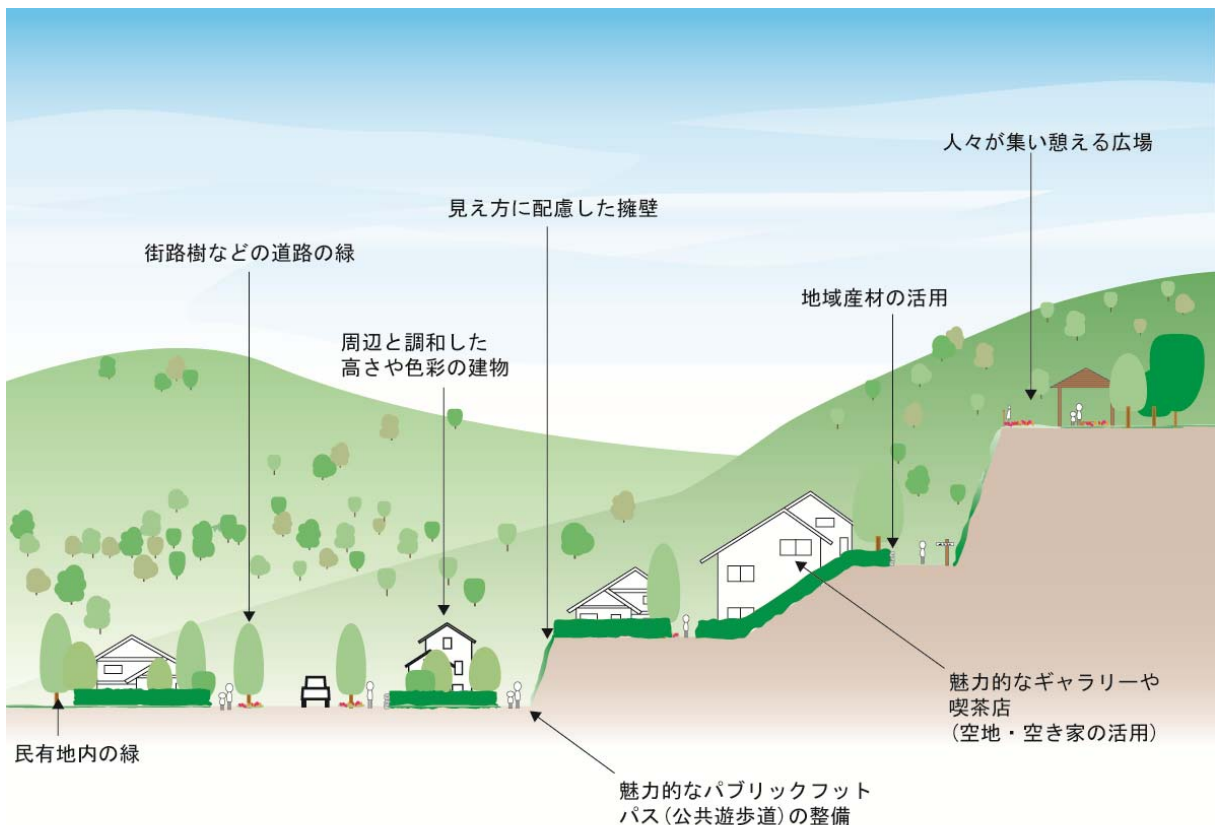 人々が集い憩える広場
見え方に配慮した擁壁
街路樹などの道路の緑
地域産材の活用
周辺と調和した
高さや色彩の建物
魅力的なギャラリーや
喫茶店
(空地・空き家の活用)
民有地内の緑
魅力的なパブリックフット
パス(公共遊歩道)の整備